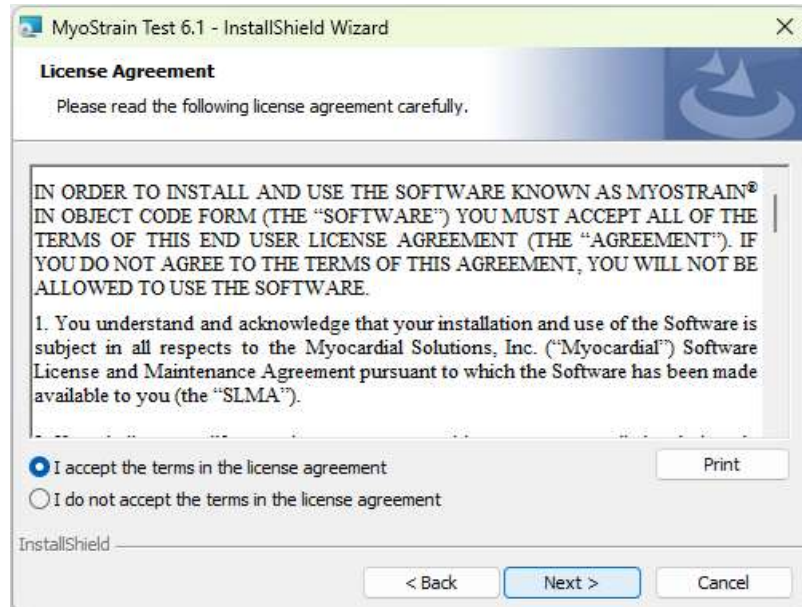 MyoStrain Test 6.1 - InstallShield Wizard
License Agreement
Please read the following license agreement carefully.
IN ORDER TO INSTALL AND USE THE SOFTWARE KNOWN AS MYOSTRAIN®
IN OBJECT CODE FORM (THE “SOFTWARE”) YOU MUST ACCEPT ALL OF THE
TERMS OF THIS END USER LICENSE AGREEMENT (THE “AGREEMENT”). IF
YOU DO NOT AGREE TO THE TERMS OF THIS AGREEMENT, YOU WILL NOT BE
ALLOWED TO USE THE SOFTWARE.
1. You understand and acknowledge that your installation and use of the Software is
subject in all respects to the Myocardial Solutions, Inc. (“Myocardial”) Software
License and Maintenance Agreement pursuant to which the Software has been made
available to you (the “SLMA”).
I accept the terms in the license agreement
Print
I do not accept the terms in the license agreement
InstallShield
< Back
Next >
Cancel